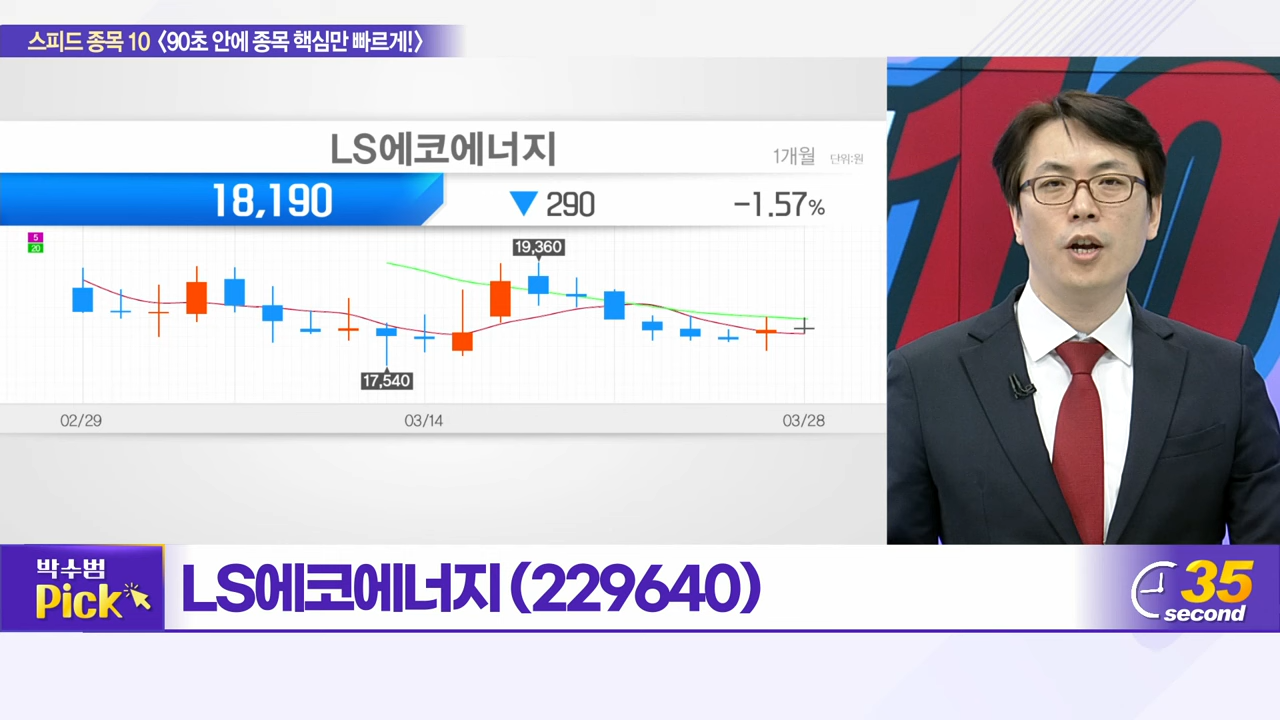 스피드 종목 10 〈90초 안에 종목 핵심만 빠르게!〉
LS에코에너지
1개월 단위:원
18,190 ▼ 290 -1.57%
5
20
19,360
17,540
02/29 03/14 03/28
박수범
Pick
LS에코에너지(229640)
35
second
10